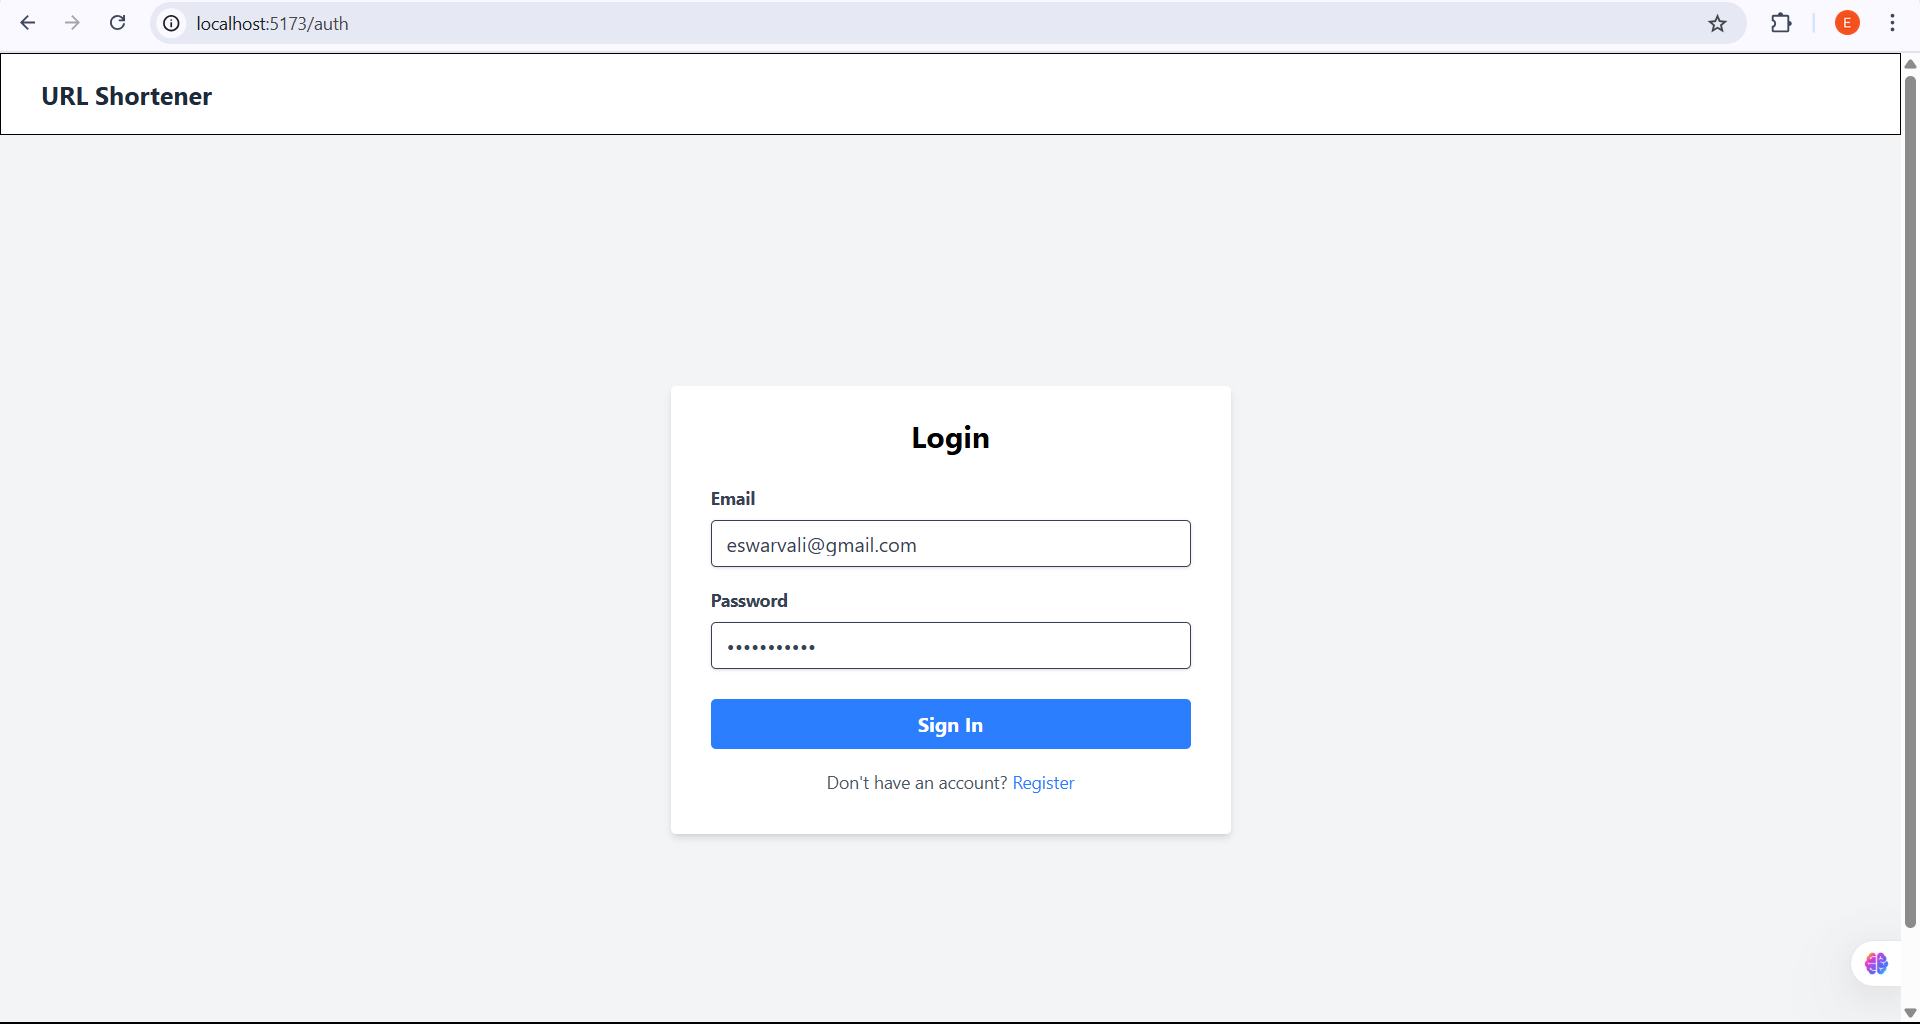 localhost:5173/auth
E
URL Shortener
Login
Email
eswarvali@gmail.com
Password
•••••••••••
Sign In
Don't have an account? Register